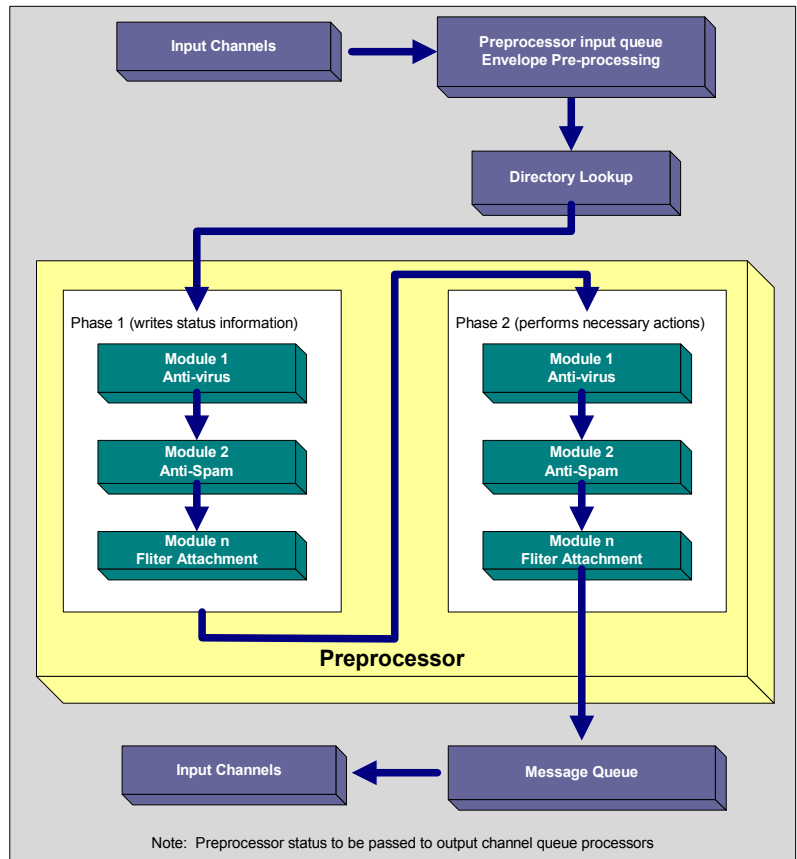 Input Channels
Preprocessor input queue
Envelope Pre-processing
Directory Lookup
Phase 1 (writes status information)
Module 1
Anti-virus
Module 2
Anti-Spam
Module n
Fliter Attachment
Phase 2 (performs necessary actions)
Module 1
Anti-virus
Module 2
Anti-Spam
Module n
Fliter Attachment
Preprocessor
Input Channels
Message Queue
Note: Preprocessor status to be passed to output channel queue processors